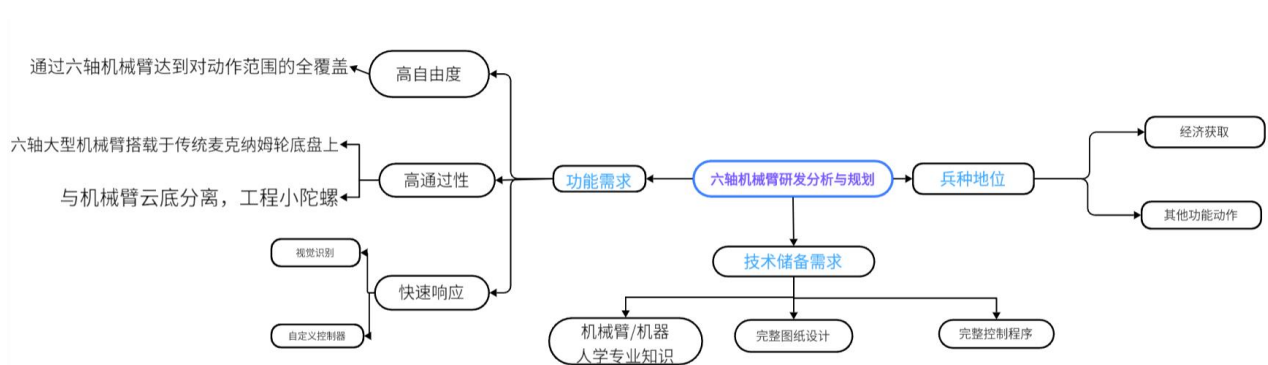 通过六轴机械臂达到对动作范围的全覆盖
高自由度
六轴大型机械臂搭载于传统麦克纳姆轮底盘上
与机械臂云底分离，工程小陀螺
高通过性
视觉识别
自定义控制器
快速响应
功能需求
六轴机械臂研发分析与规划
兵种地位
经济获取
其他功能动作
技术储备需求
机械臂/机器
人学专业知识
完整图纸设计
完整控制程序